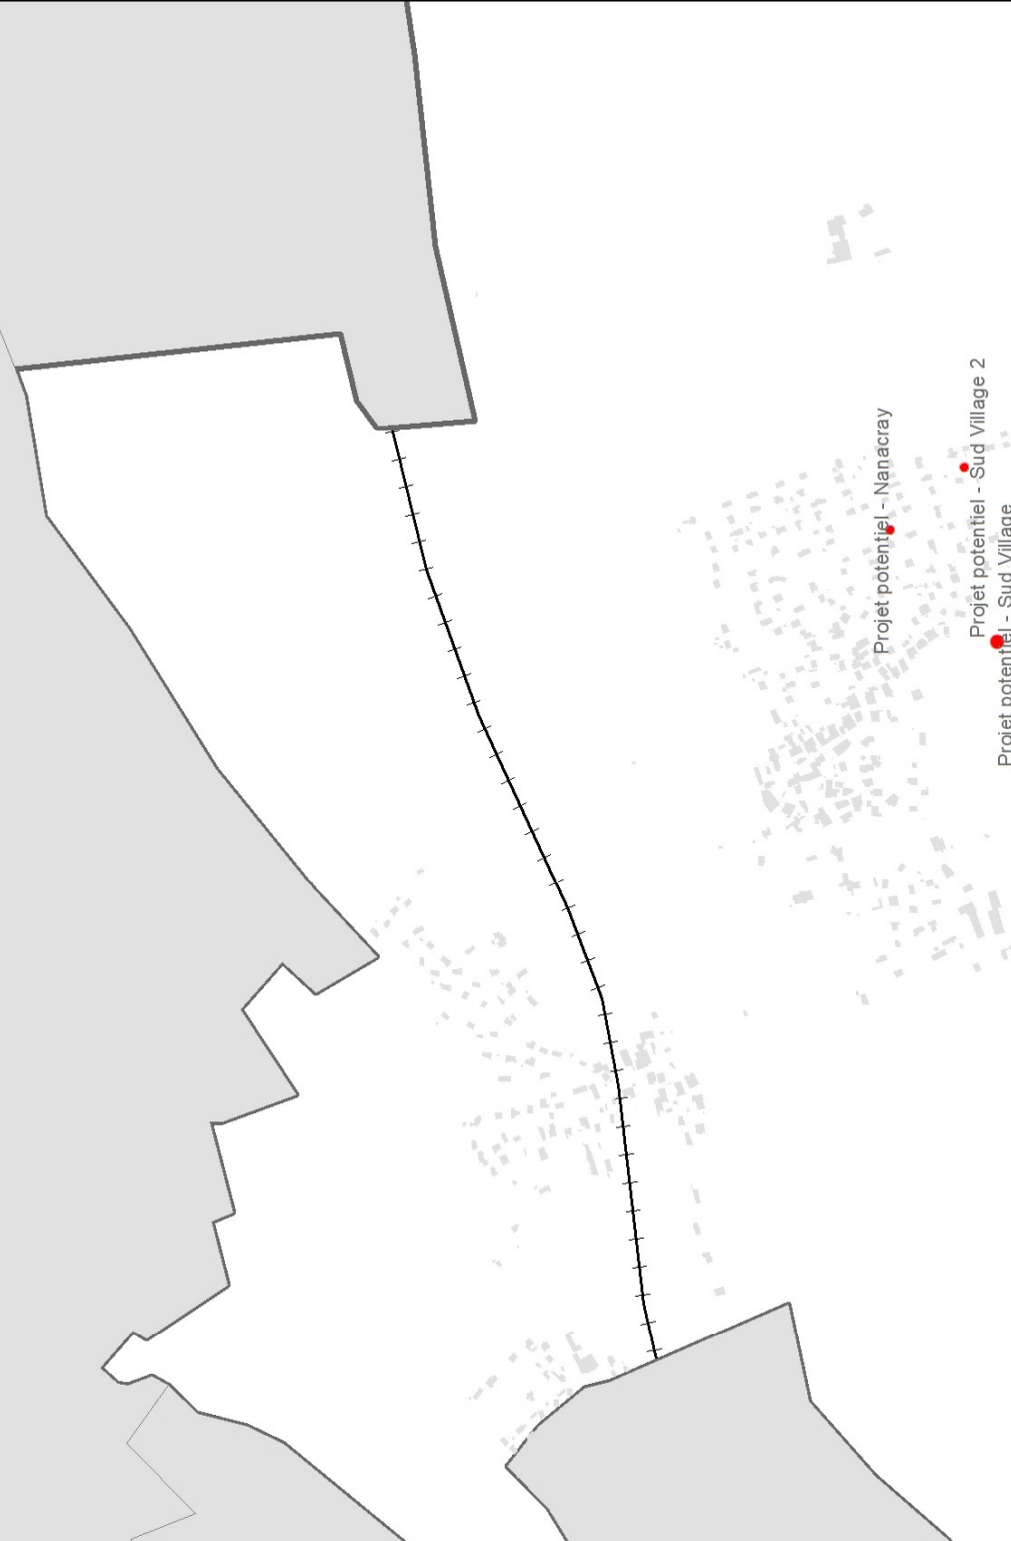 Projet potentiel - Nanacray
Projet potentiel - Sud Village 2
Projet potentiel - Sud Village